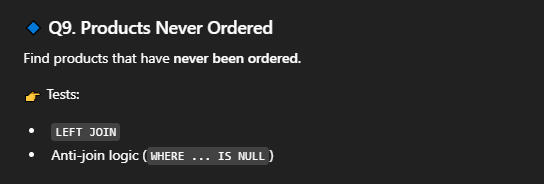 🔹 Q9. Products Never Ordered
Find products that have never been ordered.
👉 Tests:
• LEFT JOIN
• Anti-join logic (WHERE ... IS NULL)